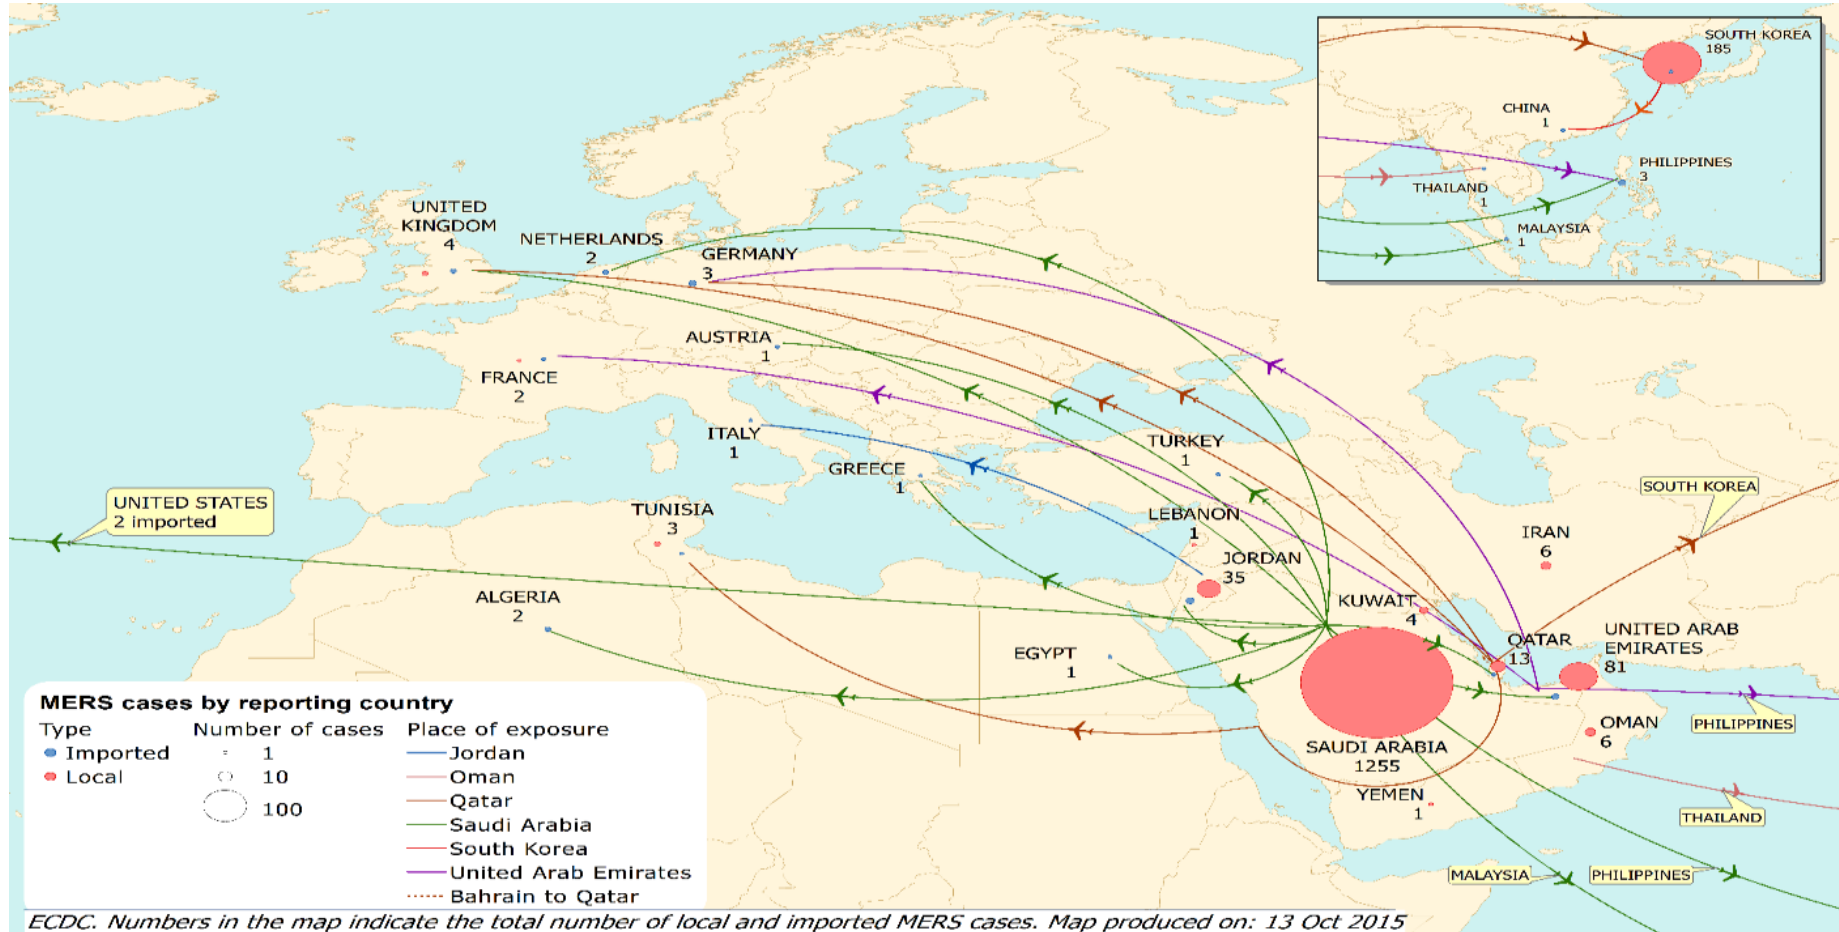 SOUTH KOREA
185
CHINA
1
PHILIPPINES
3
THAILAND
1
MALAYSIA
1
UNITED
KINGDOM
4
NETHERLANDS
2
GERMANY
3
AUSTRIA
1
FRANCE
2
ITALY
1
GREECE
1
TURKEY
1
UNITED STATES
2 imported
TUNISIA
3
LEBANON
1
SOUTH KOREA
IRAN
6
JORDAN
35
ALGERIA
2
KUWAIT
4
EGYPT
1
QATAR
13
UNITED ARAB
EMIRATES
81
PHILIPPINES
OMAN
6
SAUDI ARABIA
1255
YEMEN
1
THAILAND
MALAYSIA
PHILIPPINES
MERS cases by reporting country
Type
Imported
Local
Number of cases
1
10
100
Place of exposure
Jordan
Oman
Qatar
Saudi Arabia
South Korea
United Arab Emirates
Bahrain to Qatar
ECDC. Numbers in the map indicate the total number of local and imported MERS cases. Map produced on: 13 Oct 2015